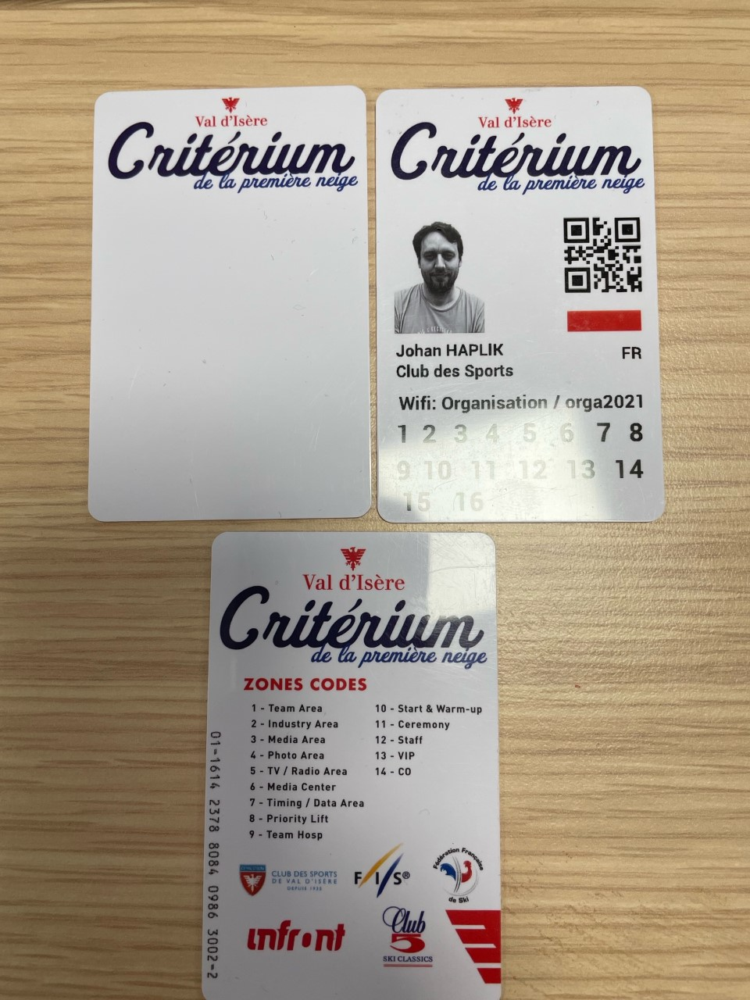 Val d'Isère
Critérium
de la première neige
Val d'Isère
Critérium
de la première neige
Johan HAPLIK
FR
Club des Sports
Wifi: Organisation / orga2021
1 2 3 4 5 6 7 8
9 10 11 12 13 14
15 16
Val d'Isère
Critérium
de la première neige
ZONES CODES
1 - Team Area
2 - Industry Area
3 - Media Area
4 - Photo Area
5 - TV / Radio Area
6 - Media Center
7 - Timing / Data Area
8 - Priority Lift
9 - Team Hosp
10 - Start & Warm-up
11 - Ceremony
12 - Staff
13 - VIP
14 - CO
01=1614 2378 8084 0986 3002=2
CLUB DES SPORTS
DE VAL D'ISÈRE
DEPUIS 1935
F/I/S®
Fédération Française
de Ski
infront
Club
5
SKI CLASSICS